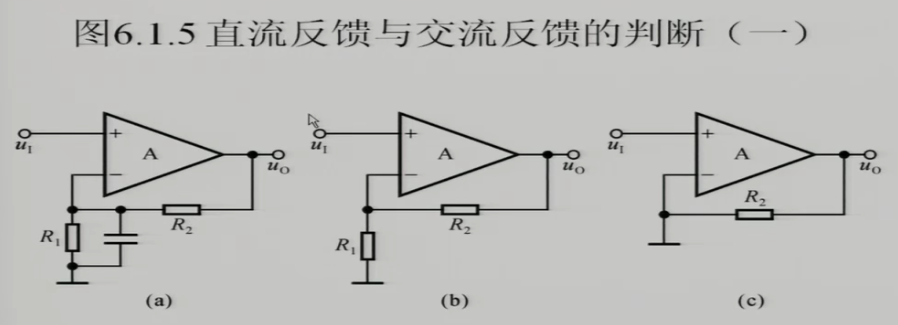 图6.1.5 直流反馈与交流反馈的判断（一）
+ + +
u_I A u_O u_I A u_O u_I A u_O
− − −
R_2
R_2 R_2
R_1 R_1
(a) (b) (c)